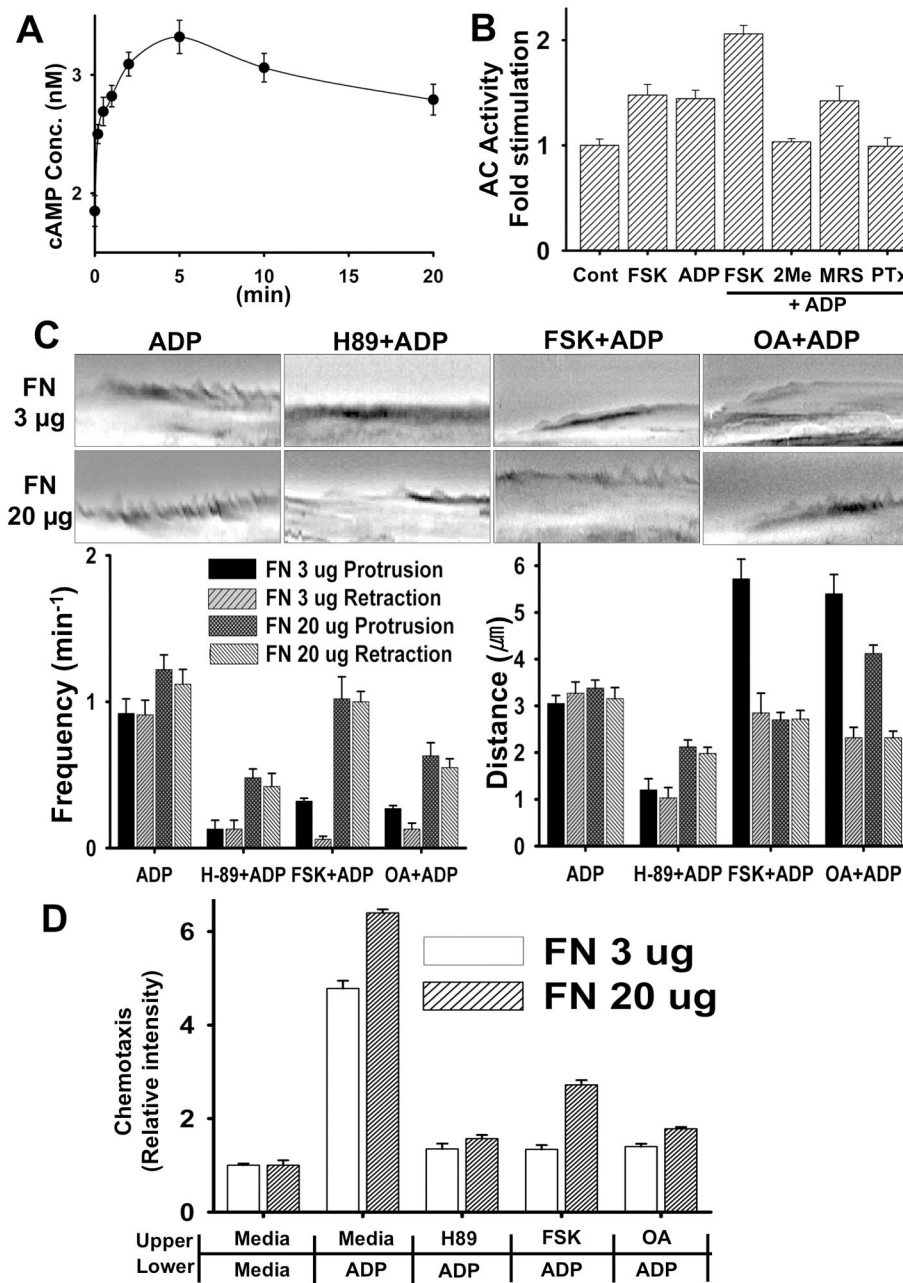 A
cAMP Conc. (nM)
3
2
0 5 10 15 20
(min)
B
AC Activity
Fold stimulation
2
1
0
Cont FSK ADP FSK 2Me MRS PTx
+ ADP
C
ADP H89+ADP FSK+ADP OA+ADP
FN
3 µg
FN
20 µg
Frequency (min-1)
2
1
0
FN 3 ug Protrusion
FN 3 ug Retraction
FN 20 ug Protrusion
FN 20 ug Retraction
ADP H-89+ADP FSK+ADP OA+ADP
Distance (µm)
6
5
4
3
2
1
0
ADP H-89+ADP FSK+ADP OA+ADP
D
Chemotaxis
(Relative intensity)
6
4
2
0
FN 3 ug
FN 20 ug
Upper Media Media H89 FSK OA
Lower Media ADP ADP ADP ADP